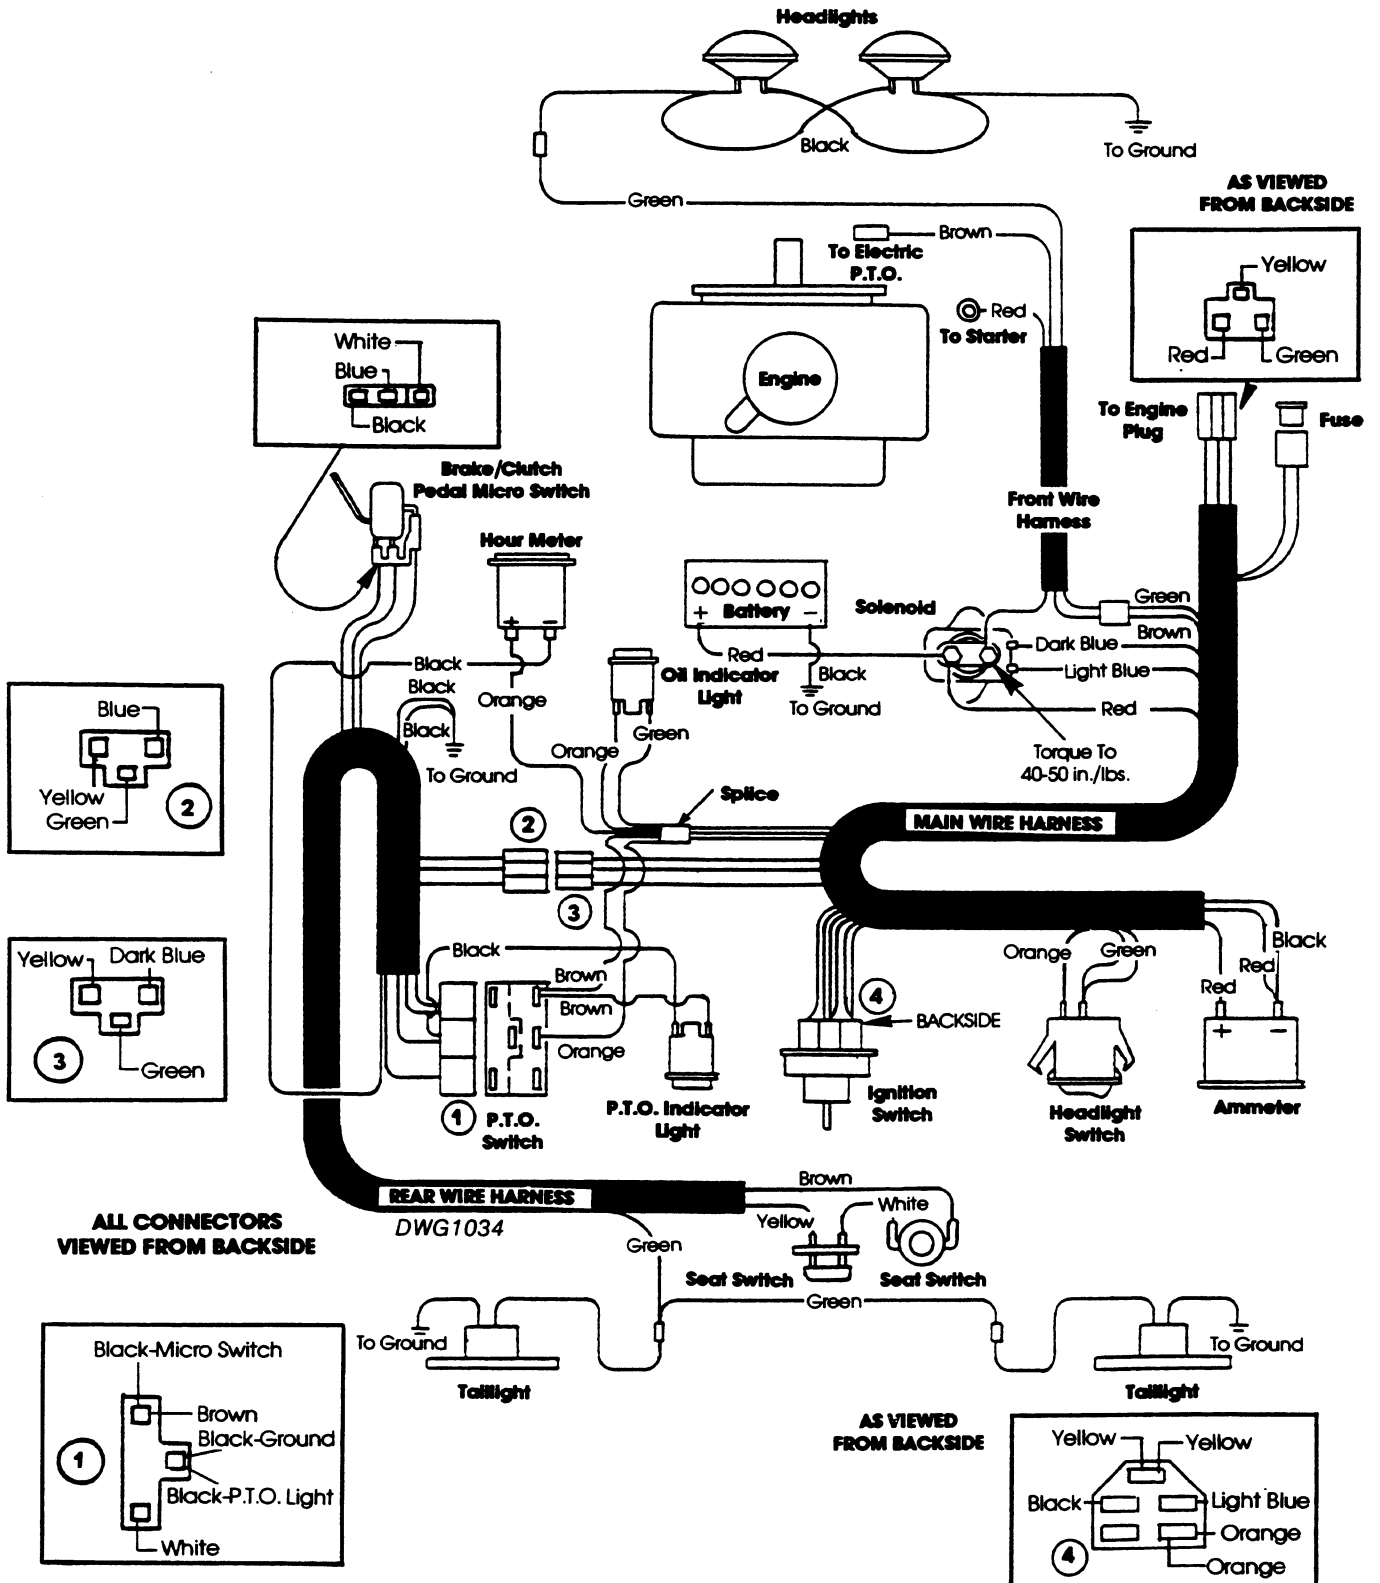 Headlights
Black
To Ground
Green
AS VIEWED
FROM BACKSIDE
Brown
To Electric
P.T.O.
Yellow
Red
To Starter
Red
Green
White
Blue
Black
Engine
To Engine
Plug
Fuse
Brake/Clutch
Pedal Micro Switch
Front Wire
Harness
Hour Meter
+ -
Battery
+ -
Solenoid
Green
Brown
Dark Blue
Light Blue
Red
Black
Red
Black
To Ground
Oil Indicator
Light
Black
Orange
Black
To Ground
Orange
Green
Torque To
40-50 in./lbs.
Blue
Yellow
Green
2
Splice
MAIN WIRE HARNESS
2
3
Yellow
Dark Blue
Green
3
Black
Brown
Brown
Orange
4
BACKSIDE
Orange
Green
Black
Red
Red
+ -
1
P.T.O.
Switch
P.T.O. Indicator
Light
Ignition
Switch
Headlight
Switch
Ammeter
REAR WIRE HARNESS
DWG1034
Brown
Yellow
White
Green
Seat Switch
Seat Switch
Green
ALL CONNECTORS
VIEWED FROM BACKSIDE
To Ground
Taillight
To Ground
Taillight
Black-Micro Switch
Brown
Black-Ground
Black-P.T.O. Light
White
1
AS VIEWED
FROM BACKSIDE
Yellow
Yellow
Black
Light Blue
Orange
Orange
4